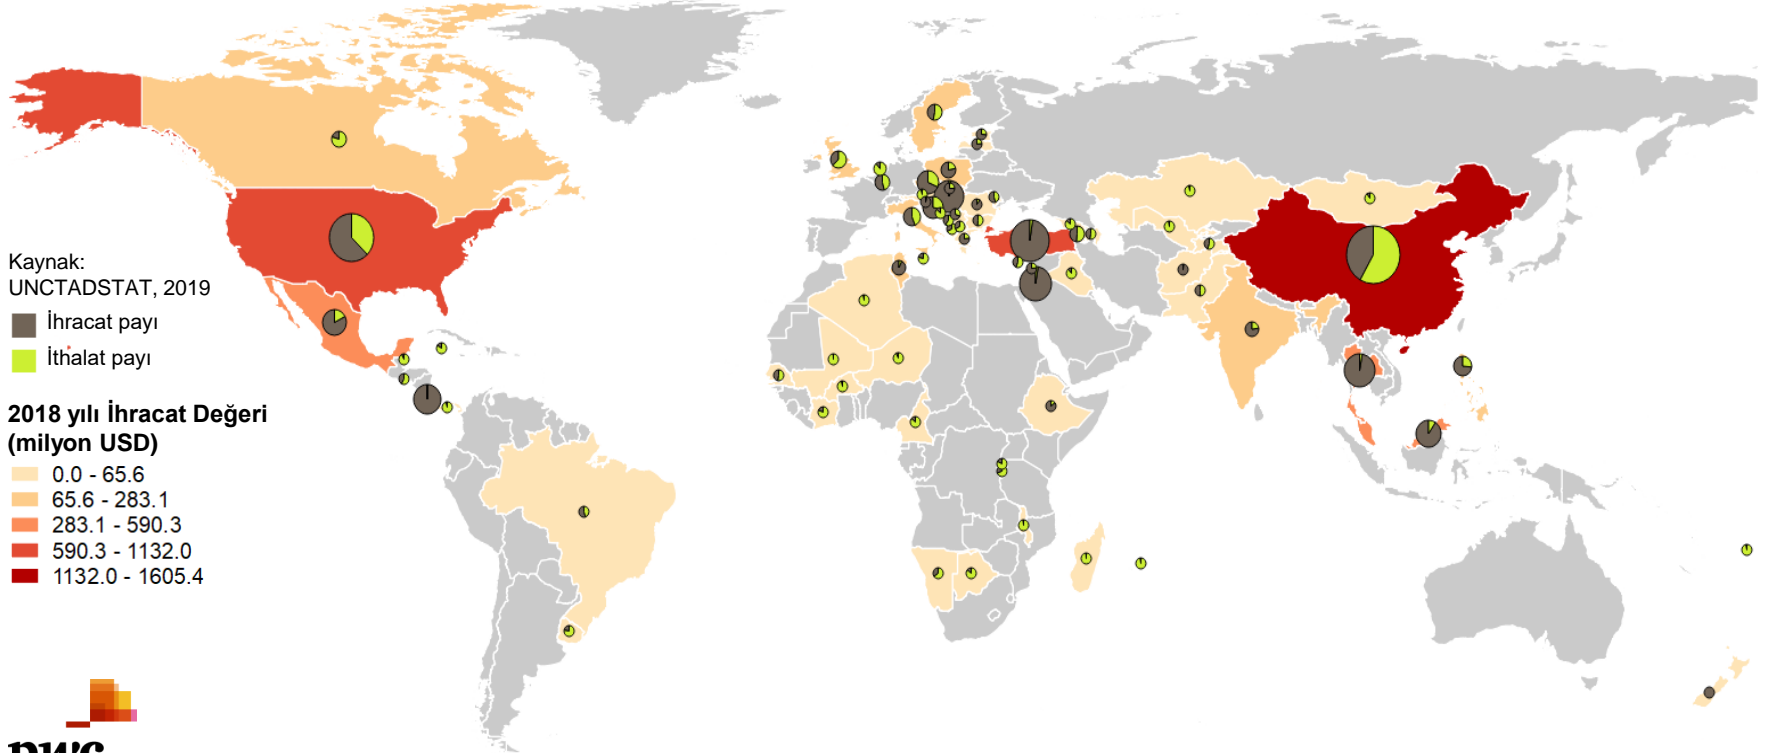 Kaynak:
UNCTADSTAT, 2019
İhracat payı
İthalat payı
2018 yılı İhracat Değeri
(milyon USD)
0.0 - 65.6
65.6 - 283.1
283.1 - 590.3
590.3 - 1132.0
1132.0 - 1605.4
pwc